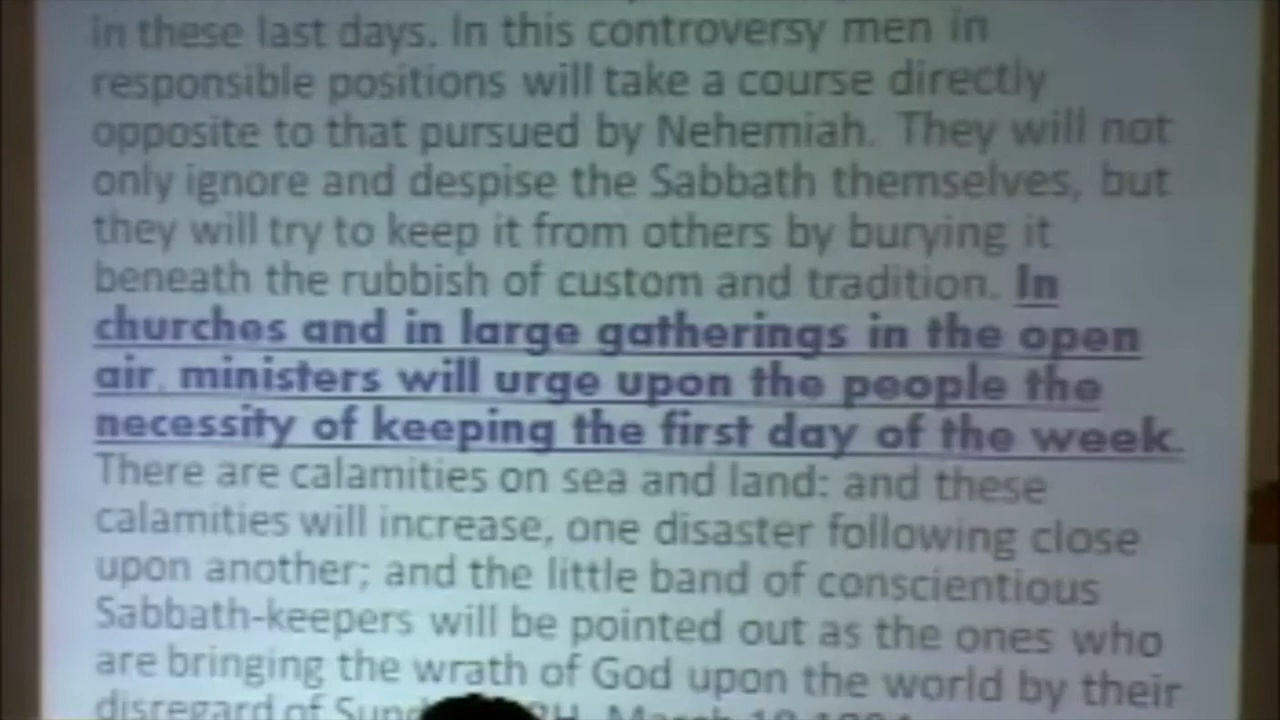 in these last days. In this controversy men in
responsible positions will take a course directly
opposite to that pursued by Nehemiah. They will not
only ignore and despise the Sabbath themselves, but
they will try to keep it from others by burying it
beneath the rubbish of custom and tradition. In
churches and in large gatherings in the open
air, ministers will urge upon the people the
necessity of keeping the first day of the week.
There are calamities on sea and land: and these
calamities will increase, one disaster following close
upon another; and the little band of conscientious
Sabbath-keepers will be pointed out as the ones who
are bringing the wrath of God upon the world by their
disregard of March